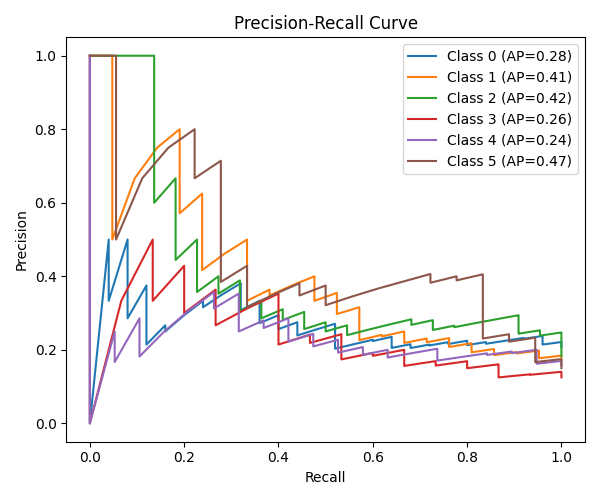 Precision-Recall Curve
Class 0 (AP=0.28)
Class 1 (AP=0.41)
Class 2 (AP=0.42)
Class 3 (AP=0.26)
Class 4 (AP=0.24)
Class 5 (AP=0.47)
Precision
1.0
0.8
0.6
0.4
0.2
0.0
0.0 0.2 0.4 0.6 0.8 1.0
Recall